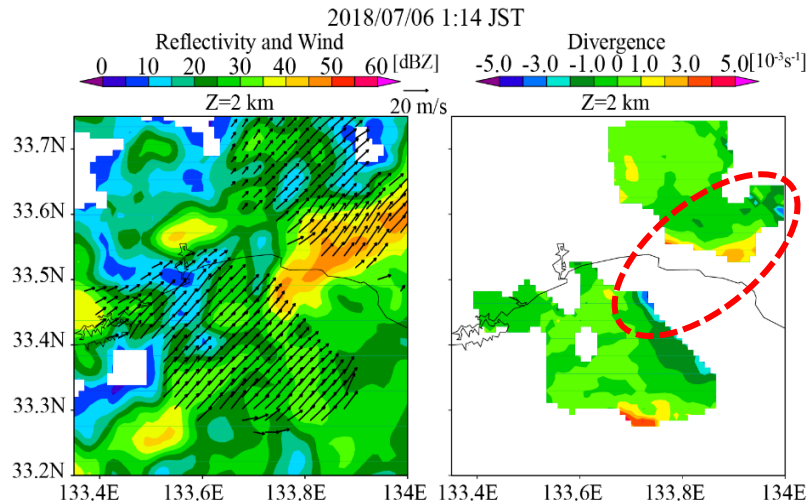 2018/07/06 1:14 JST
Reflectivity and Wind
0 10 20 30 40 50 60 [dBZ]
Z=2 km
20 m/s
33.7N
33.6N
33.5N
33.4N
33.3N
33.2N
133.4E 133.6E 133.8E 134E
Divergence
-5.0 -3.0 -1.0 1.0 3.0 5.0 [10⁻³s⁻¹]
Z=2 km
133.4E 133.6E 133.8E 134E